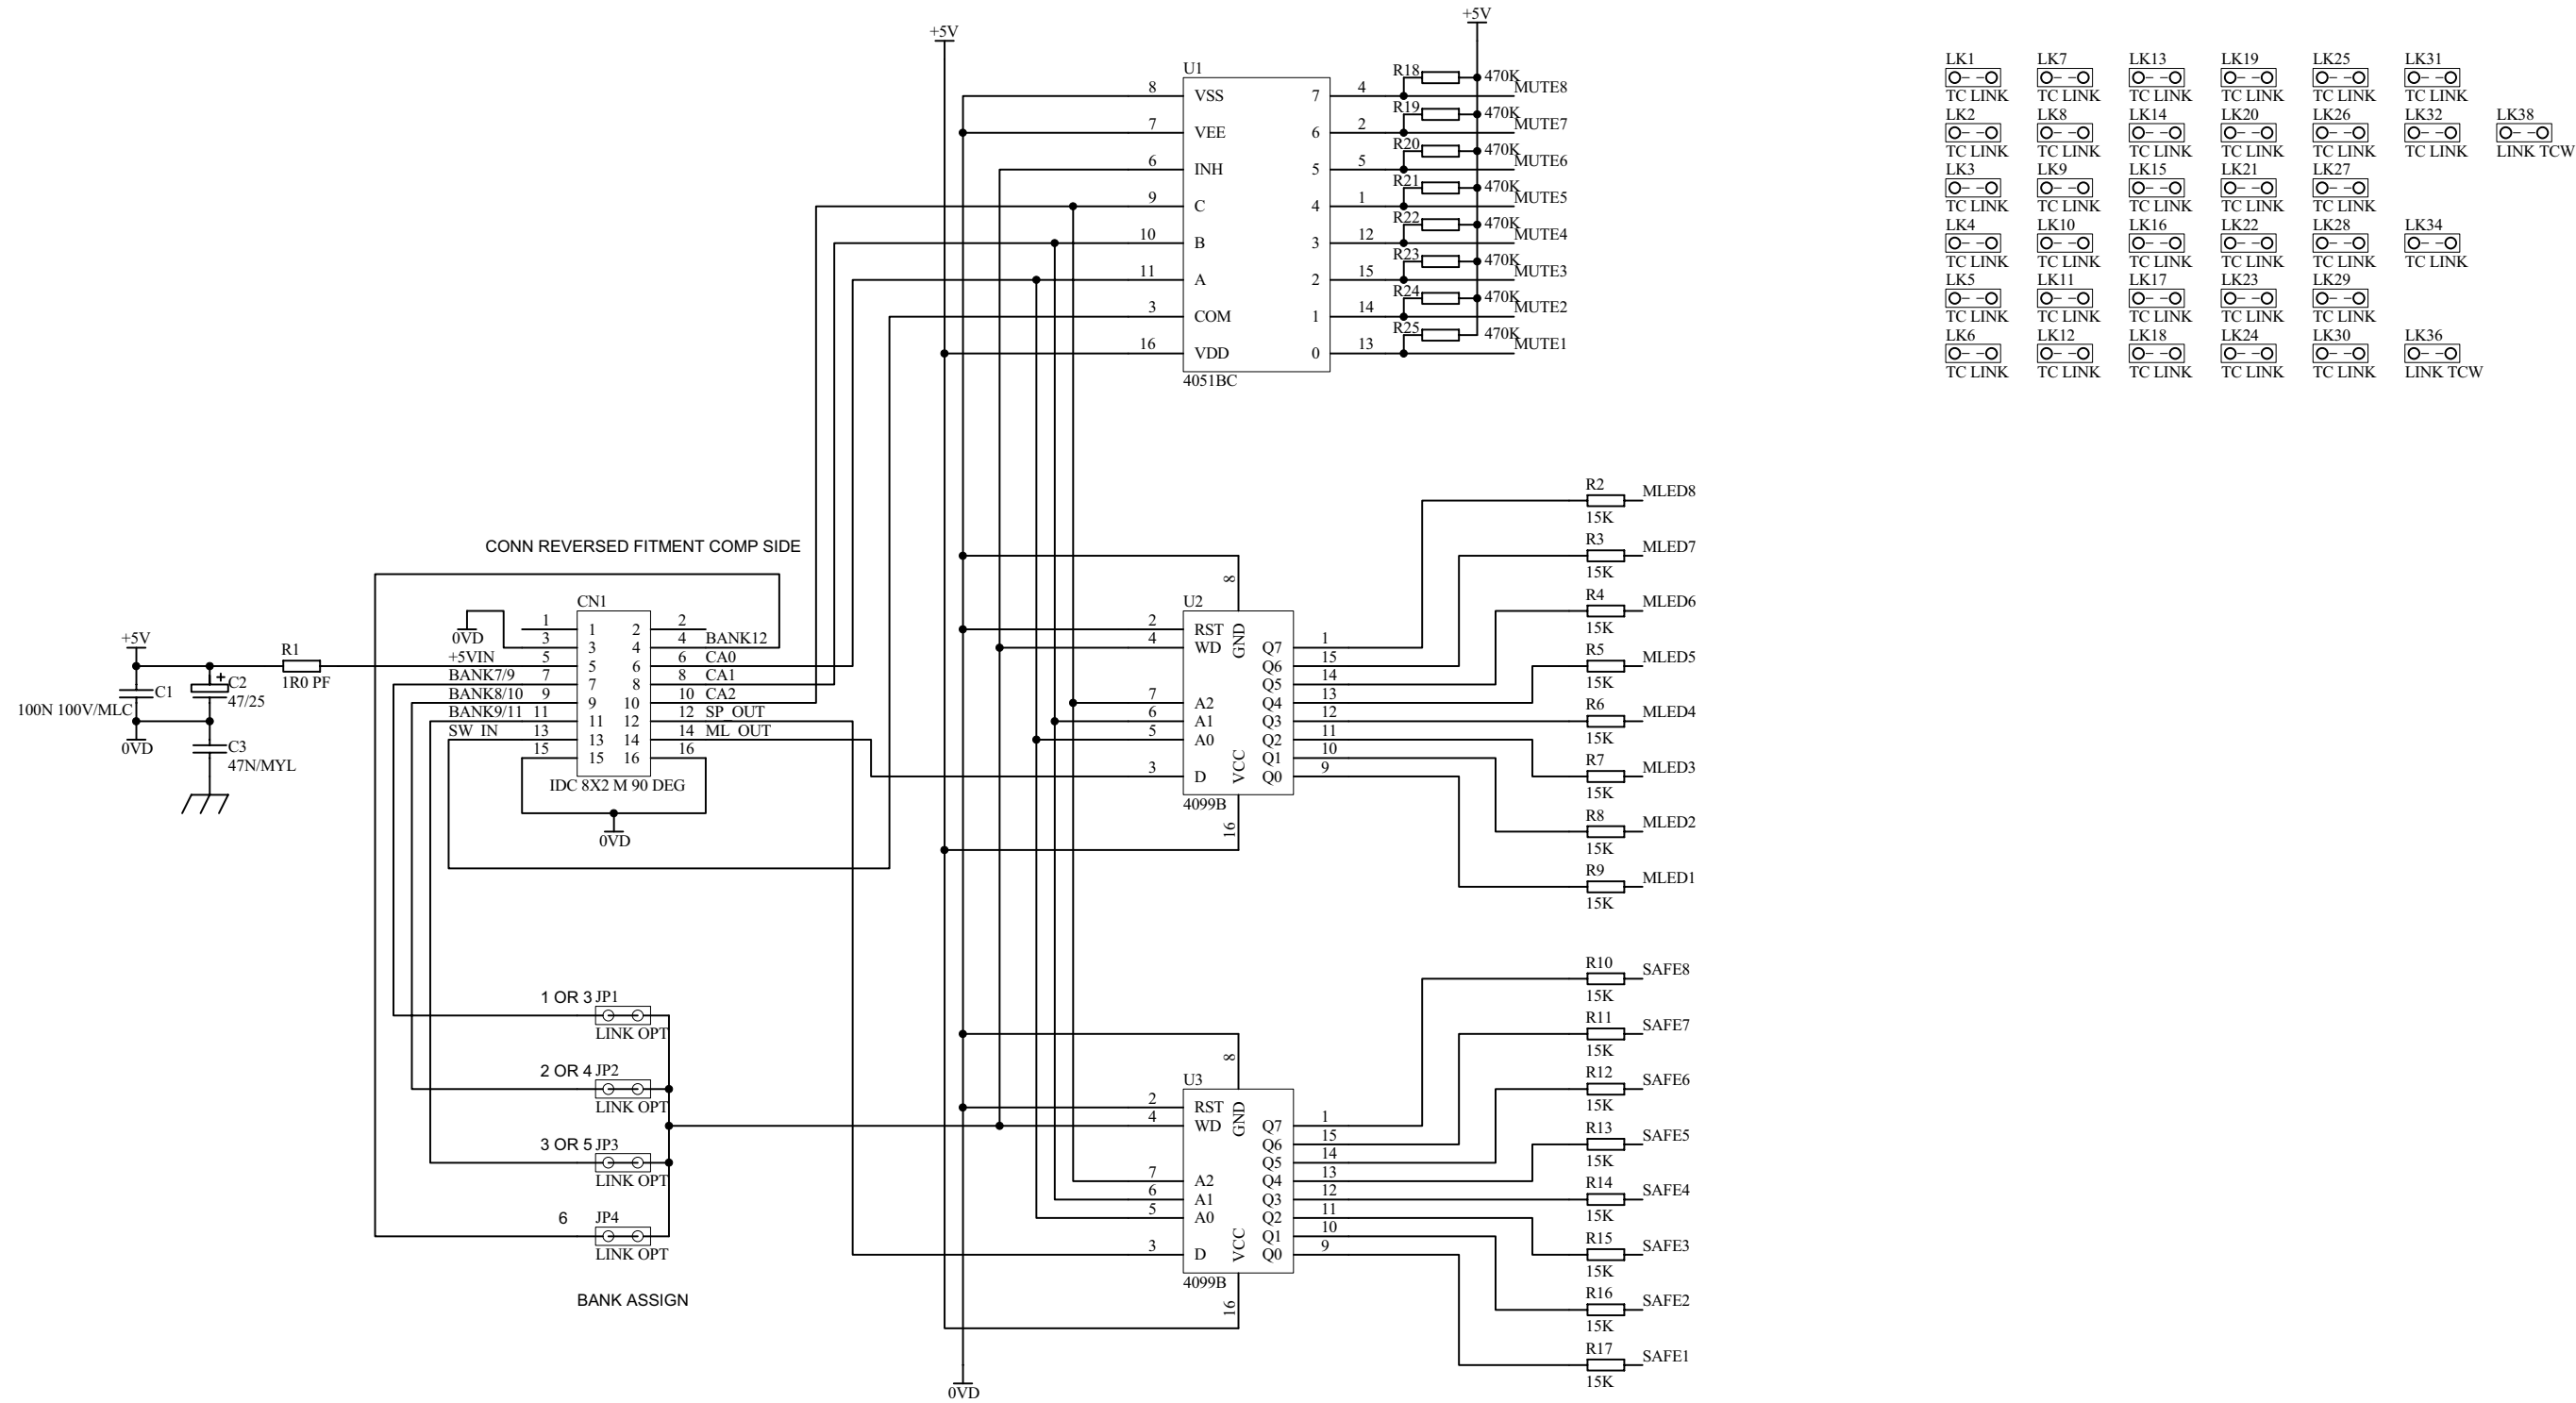 +5V
+5V
U1
8 VSS 7 4
7 VEE 6 2
6 INH 5 5
9 C 4 1
10 B 3 12
11 A 2 15
3 COM 1 14
16 VDD 0 13
4051BC
R18 470K MUTE8
R19 470K MUTE7
R20 470K MUTE6
R21 470K MUTE5
R22 470K MUTE4
R23 470K MUTE3
R24 470K MUTE2
R25 470K MUTE1
LK1 LK7 LK13 LK19 LK25 LK31
TC LINK TC LINK TC LINK TC LINK TC LINK TC LINK
LK2 LK8 LK14 LK20 LK26 LK32 LK38
TC LINK TC LINK TC LINK TC LINK TC LINK TC LINK LINK TCW
LK3 LK9 LK15 LK21 LK27
TC LINK TC LINK TC LINK TC LINK TC LINK
LK4 LK10 LK16 LK22 LK28 LK34
TC LINK TC LINK TC LINK TC LINK TC LINK TC LINK
LK5 LK11 LK17 LK23 LK29
TC LINK TC LINK TC LINK TC LINK TC LINK
LK6 LK12 LK18 LK24 LK30 LK36
TC LINK TC LINK TC LINK TC LINK TC LINK LINK TCW
CONN REVERSED FITMENT COMP SIDE
CN1
1 1 2 2
0VD 3 3 4 4 BANK12
+5VIN 5 5 6 6 CA0
BANK7/9 7 7 8 8 CA1
BANK8/10 9 9 10 10 CA2
BANK9/11 11 11 12 12 SP_OUT
SW_IN 13 13 14 14 ML_OUT
15 15 16 16
IDC 8X2 M 90 DEG
0VD
+5V
R1
1R0 PF
C1
100N 100V/MLC
+ C2
47/25
0VD
C3
47N/MYL
U2
8
2 RST GND
4 WD Q7 1
Q6 15
Q5 14
7 A2 Q4 13
6 A1 Q3 12
5 A0 Q2 11
VCC Q1 10
3 D Q0 9
4099B
16
R2 MLED8
15K
R3 MLED7
15K
R4 MLED6
15K
R5 MLED5
15K
R6 MLED4
15K
R7 MLED3
15K
R8 MLED2
15K
R9 MLED1
15K
1 OR 3 JP1
LINK OPT
2 OR 4 JP2
LINK OPT
3 OR 5 JP3
LINK OPT
6 JP4
LINK OPT
BANK ASSIGN
U3
8
2 RST GND
4 WD Q7 1
Q6 15
Q5 14
7 A2 Q4 13
6 A1 Q3 12
5 A0 Q2 11
VCC Q1 10
3 D Q0 9
4099B
16
R10 SAFE8
15K
R11 SAFE7
15K
R12 SAFE6
15K
R13 SAFE5
15K
R14 SAFE4
15K
R15 SAFE3
15K
R16 SAFE2
15K
R17 SAFE1
15K
0VD